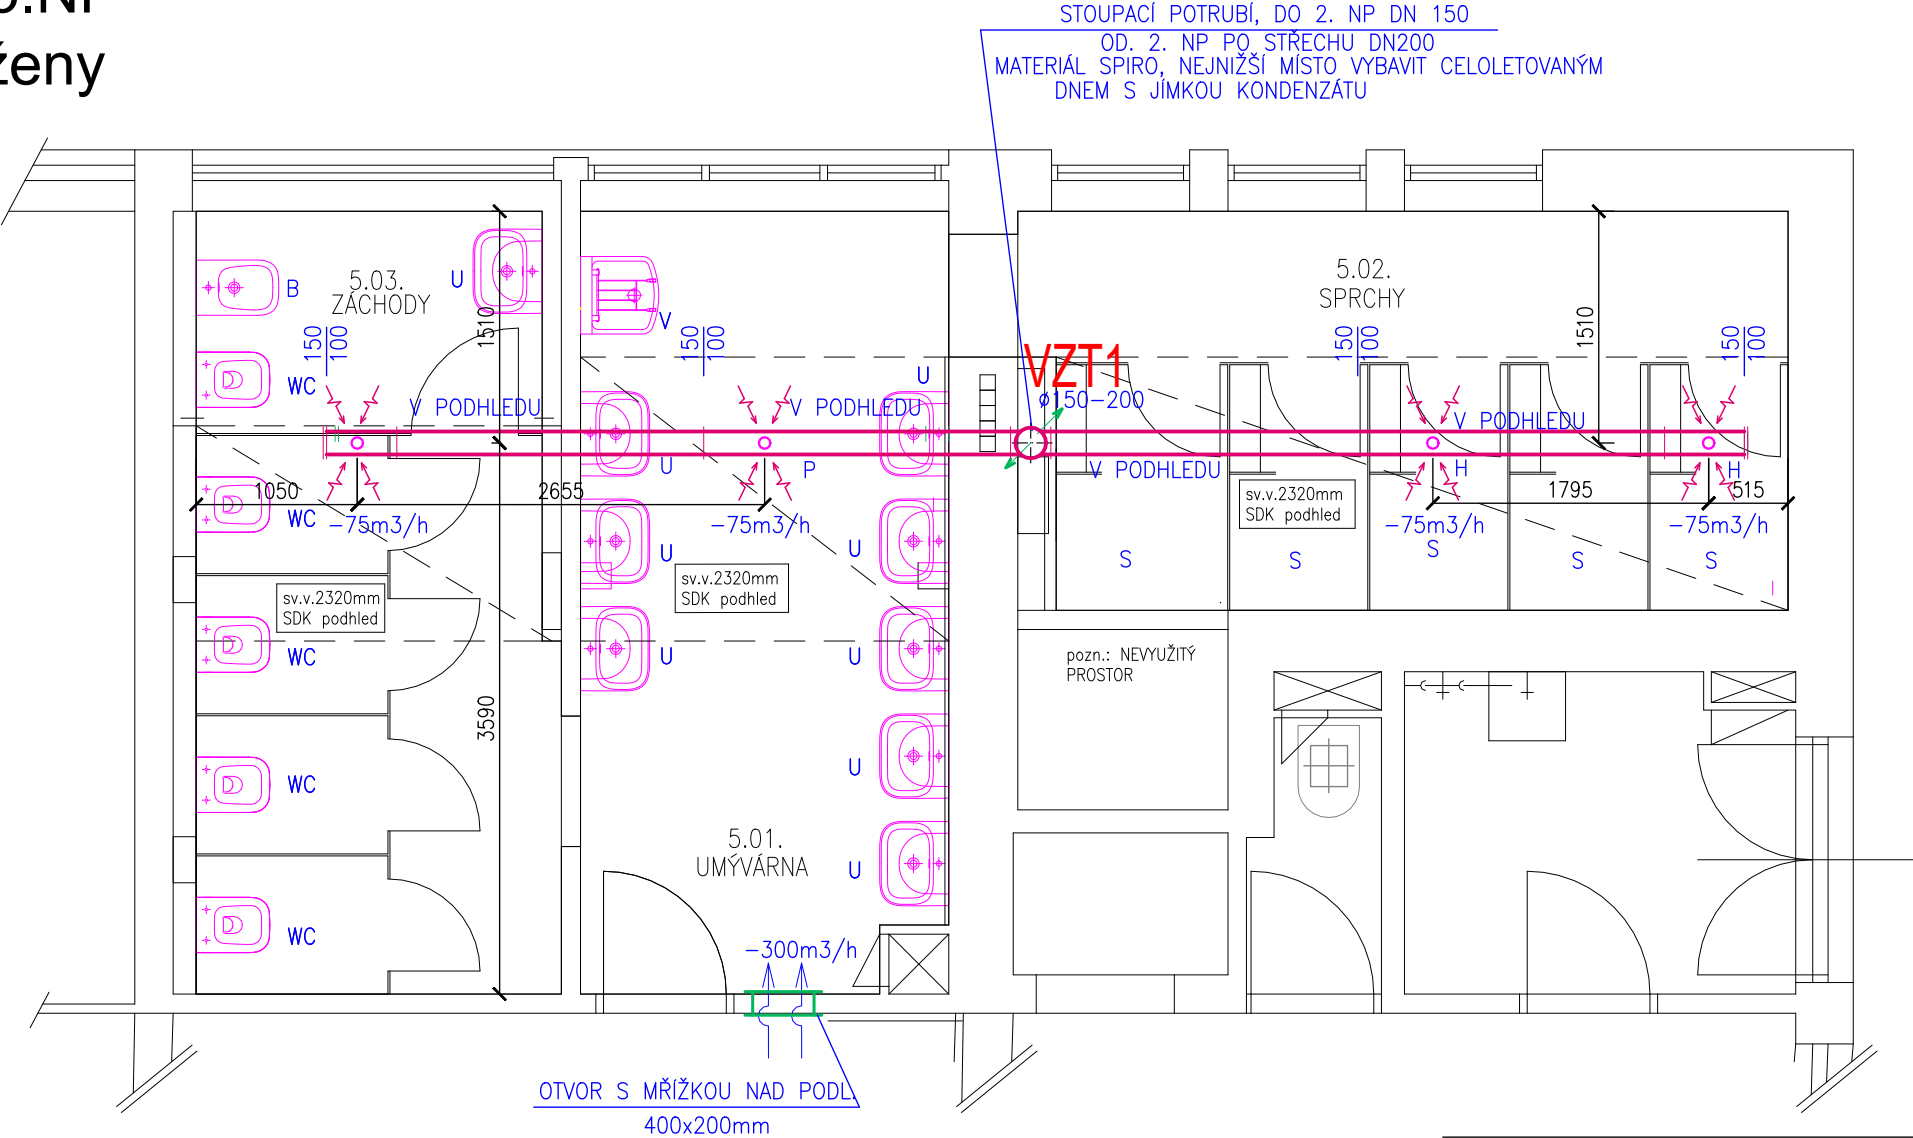 ženy
STOUPACÍ POTRUBÍ, DO 2. NP DN 150
OD. 2. NP PO STŘECHU DN200
MATERIÁL SPIRO, NEJNIŽŠÍ MÍSTO VYBAVIT CELOLETOVANÝM
DNEM S JÍMKOU KONDENZÁTU
5.03.
ZÁCHODY
B
U
1510
150
100
WC
V PODHLEDU
V
150
100
U
V PODHLEDU
VZT1
ø150-200
5.02.
SPRCHY
1510
150
100
150
100
V PODHLEDU
U
P
V PODHLEDU
H
H
1050
2655
1795
515
WC
-75m3/h
-75m3/h
-75m3/h
-75m3/h
sv.v.2320mm
SDK podhled
U
U
S
S
S
S
S
sv.v.2320mm
SDK podhled
sv.v.2320mm
SDK podhled
WC
U
U
pozn.: NEVYUŽITÝ
PROSTOR
3590
WC
U
5.01.
UMÝVÁRNA
U
WC
-300m3/h
OTVOR S MŘÍŽKOU NAD PODL.
400x200mm